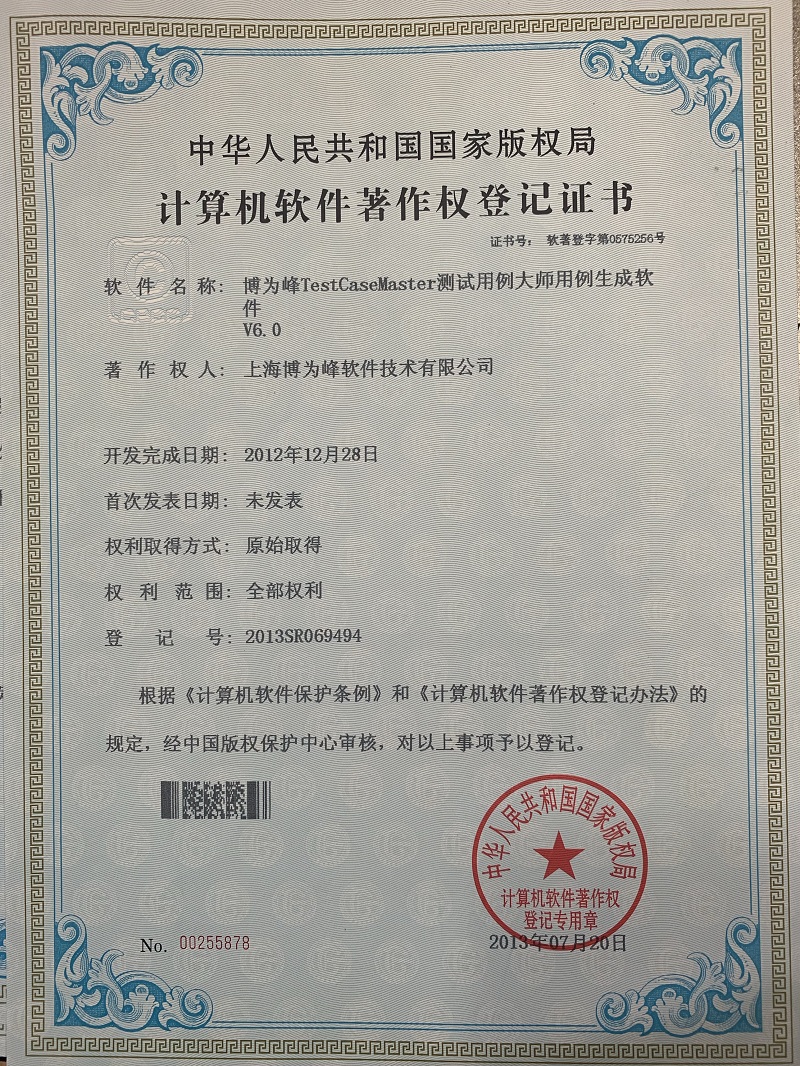 中华人民共和国国家版权局
计算机软件著作权登记证书
证书号： 软著登字第0575256号
软件名称： 博为峰TestCaseMaster测试用例大师用例生成软
件
V6.0
著作权人： 上海博为峰软件技术有限公司
开发完成日期： 2012年12月28日
首次发表日期： 未发表
权利取得方式： 原始取得
权利范围： 全部权利
登记号： 2013SR069494
根据《计算机软件保护条例》和《计算机软件著作权登记办法》的
规定，经中国版权保护中心审核，对以上事项予以登记。
中华人民共和国国家版权局
计算机软件著作权
登记专用章
No. 00255878
2013年07月20日